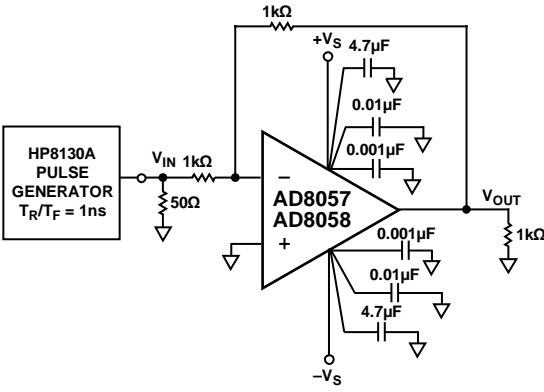 1kΩ
+VS
4.7µF
0.01µF
0.001µF
HP8130A
PULSE
GENERATOR
TR/TF = 1ns
VIN 1kΩ
50Ω
–
AD8057
AD8058
+
VOUT
1kΩ
0.001µF
0.01µF
4.7µF
–VS